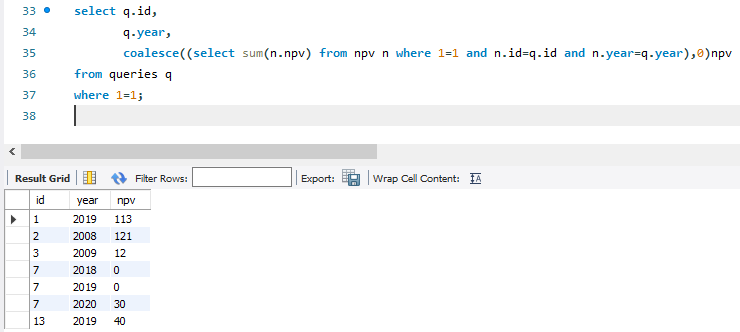 33 select q.id,
34 q.year,
35 coalesce((select sum(n.npv) from npv n where 1=1 and n.id=q.id and n.year=q.year),0)npv
36 from queries q
37 where 1=1;
38
Result Grid Filter Rows: Export: Wrap Cell Content:
id year npv
1 2019 113
2 2008 121
3 2009 12
7 2018 0
7 2019 0
7 2020 30
13 2019 40